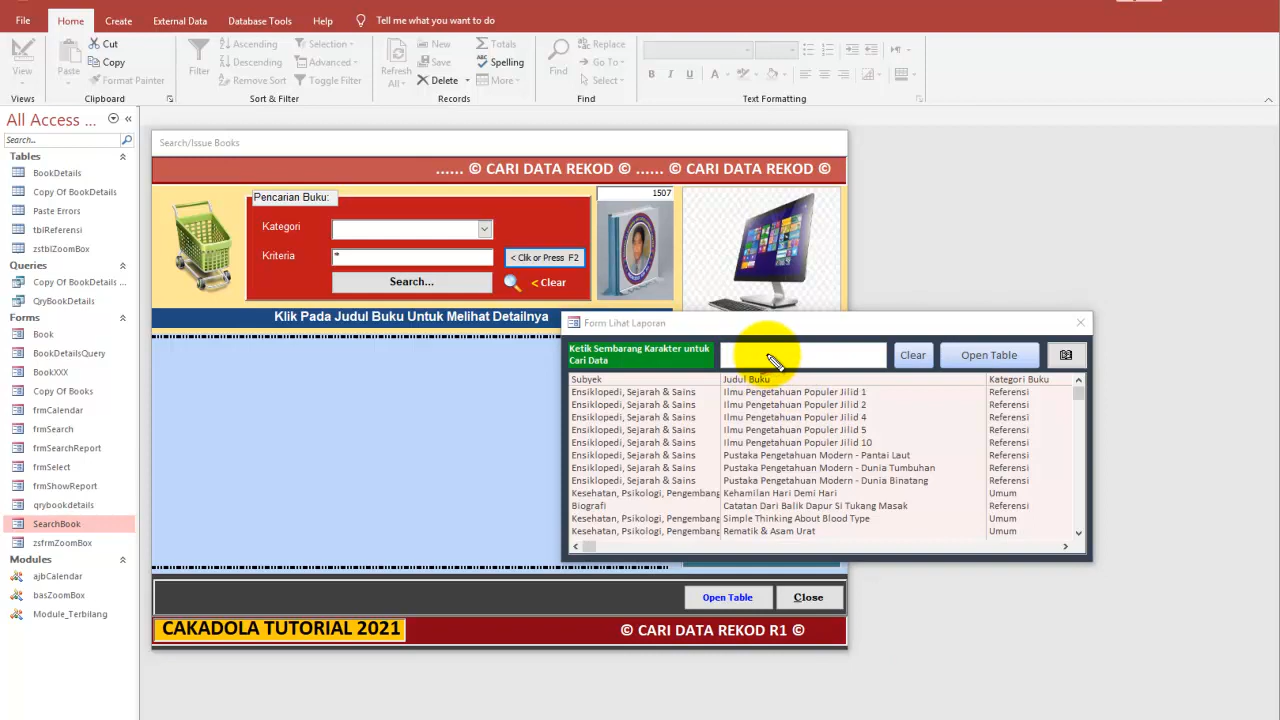 File Home Create External Data Database Tools Help Tell me what you want to do
View
Views
Paste
Cut
Copy
Format Painter
Clipboard
Filter
Ascending
Descending
Remove Sort
Selection
Advanced
Toggle Filter
Sort & Filter
Refresh
All
New
Save
Delete
Totals
Spelling
More
Records
Find
Replace
Go To
Select
Find
B I U A
Text Formatting
All Access ...
Search...
Tables
BookDetails
Copy Of BookDetails
Paste Errors
tblReferensi
zstblZoomBox
Queries
Copy Of BookDetails ...
QryBookDetails
Forms
Book
BookDetailsQuery
BookXXX
Copy Of Books
frmCalendar
frmSearch
frmSearchReport
frmSelect
frmShowReport
qrybookdetails
SearchBook
zsfrmZoomBox
Modules
ajbCalendar
basZoomBox
Module_Terbilang
Search/Issue Books
...... © CARI DATA REKOD © ...... © CARI DATA REKOD ©
Pencarian Buku:
1507
Kategori
Kriteria * < Clik or Press F2
Search... < Clear
Klik Pada Judul Buku Untuk Melihat Detailnya
Form Lihat Laporan
Ketik Sembarang Karakter untuk
Cari Data
Clear Open Table
Subyek Judul Buku Kategori Buku
Ensiklopedi, Sejarah & Sains Ilmu Pengetahuan Populer Jilid 1 Referensi
Ensiklopedi, Sejarah & Sains Ilmu Pengetahuan Populer Jilid 2 Referensi
Ensiklopedi, Sejarah & Sains Ilmu Pengetahuan Populer Jilid 4 Referensi
Ensiklopedi, Sejarah & Sains Ilmu Pengetahuan Populer Jilid 5 Referensi
Ensiklopedi, Sejarah & Sains Ilmu Pengetahuan Populer Jilid 10 Referensi
Ensiklopedi, Sejarah & Sains Pustaka Pengetahuan Modern - Pantai Laut Referensi
Ensiklopedi, Sejarah & Sains Pustaka Pengetahuan Modern - Dunia Tumbuhan Referensi
Ensiklopedi, Sejarah & Sains Pustaka Pengetahuan Modern - Dunia Binatang Referensi
Kesehatan, Psikologi, Pengembang Kehamilan Hari Demi Hari Umum
Biografi Catatan Dari Balik Dapur SI Tukang Masak Referensi
Kesehatan, Psikologi, Pengembang Simple Thinking About Blood Type Umum
Kesehatan, Psikologi, Pengembang Rematik & Asam Urat Umum
Open Table Close
CAKADOLA TUTORIAL 2021 © CARI DATA REKOD R1 ©